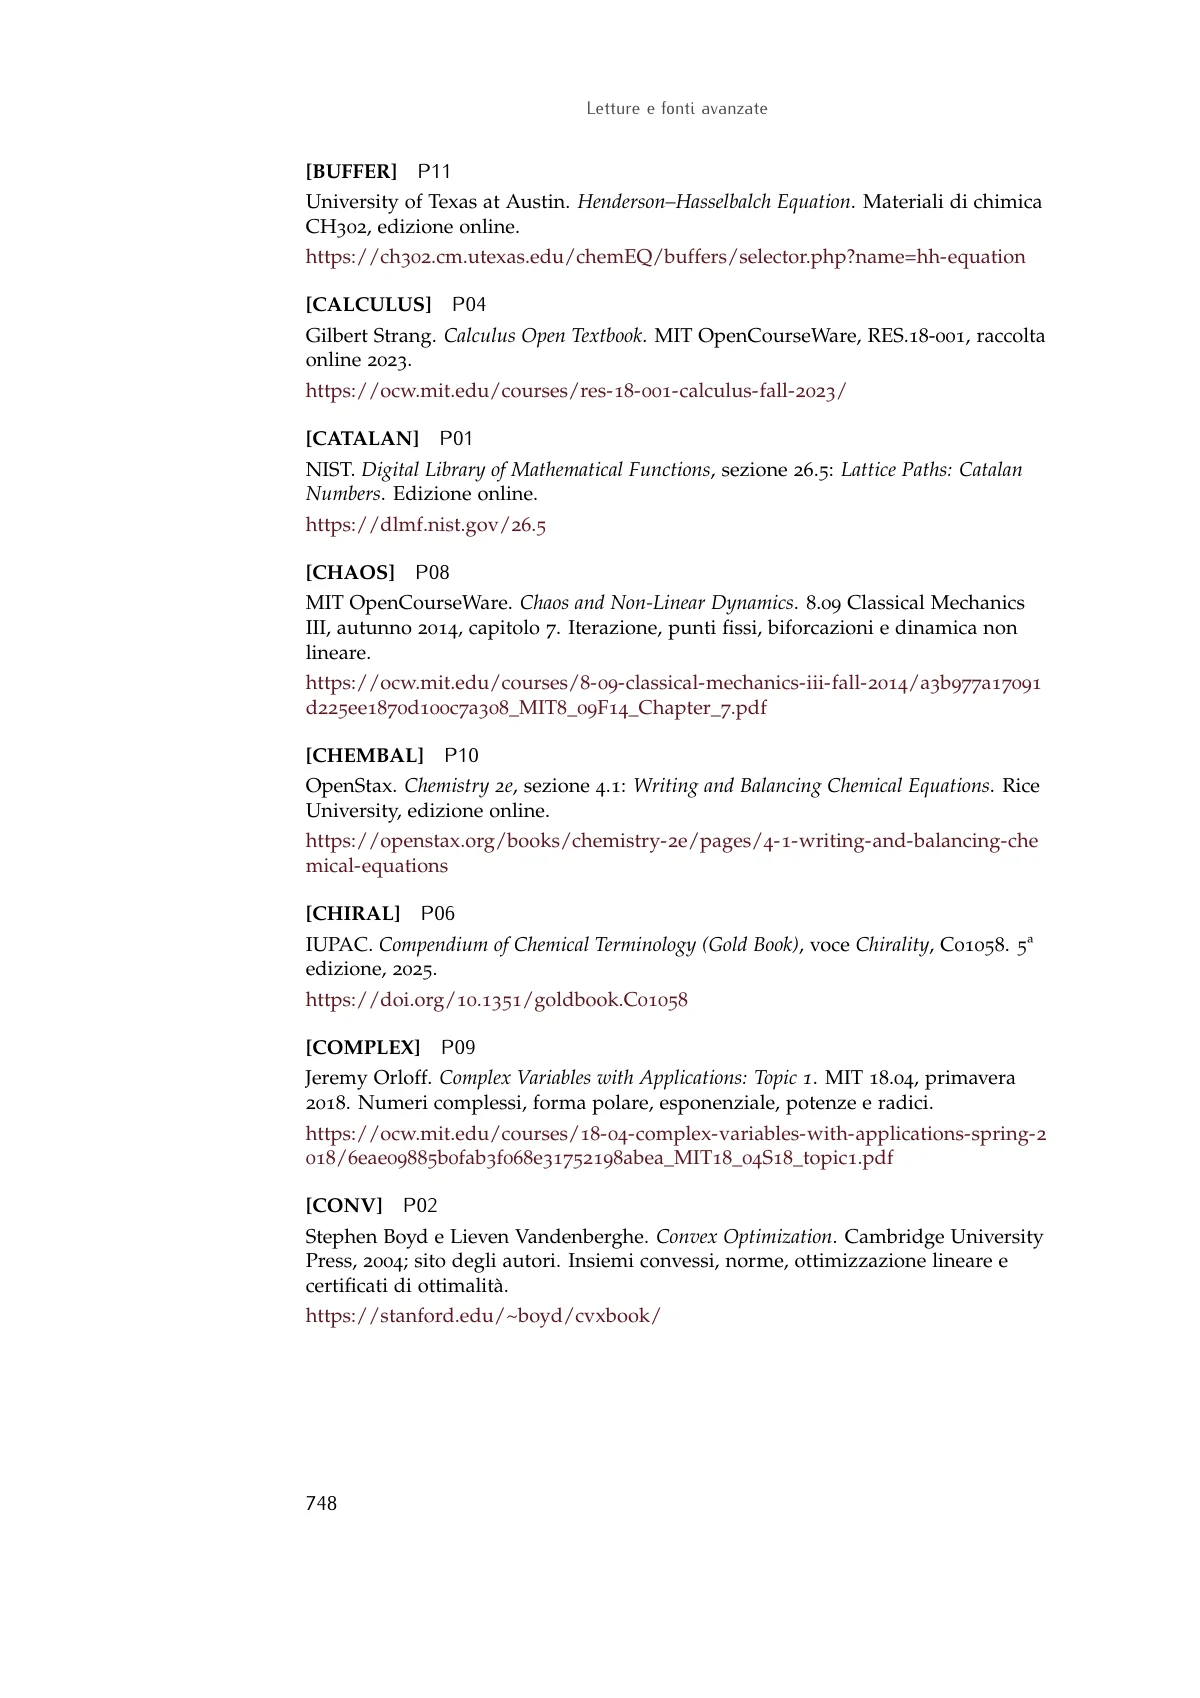 Letture e fonti avanzate
[BUFFER] P11
University of Texas at Austin. Henderson–Hasselbalch Equation. Materiali di chimica
CH302, edizione online.
https://ch302.cm.utexas.edu/chemEQ/buffers/selector.php?name=hh-equation
[CALCULUS] P04
Gilbert Strang. Calculus Open Textbook. MIT OpenCourseWare, RES.18-001, raccolta
online 2023.
https://ocw.mit.edu/courses/res-18-001-calculus-fall-2023/
[CATALAN] P01
NIST. Digital Library of Mathematical Functions, sezione 26.5: Lattice Paths: Catalan
Numbers. Edizione online.
https://dlmf.nist.gov/26.5
[CHAOS] P08
MIT OpenCourseWare. Chaos and Non-Linear Dynamics. 8.09 Classical Mechanics
III, autunno 2014, capitolo 7. Iterazione, punti fissi, biforcazioni e dinamica non
lineare.
https://ocw.mit.edu/courses/8-09-classical-mechanics-iii-fall-2014/a3b977a17091
d225ee1870d100c7a308_MIT8_09F14_Chapter_7.pdf
[CHEMBAL] P10
OpenStax. Chemistry 2e, sezione 4.1: Writing and Balancing Chemical Equations. Rice
University, edizione online.
https://openstax.org/books/chemistry-2e/pages/4-1-writing-and-balancing-che
mical-equations
[CHIRAL] P06
IUPAC. Compendium of Chemical Terminology (Gold Book), voce Chirality, C01058. 5ª
edizione, 2025.
https://doi.org/10.1351/goldbook.C01058
[COMPLEX] P09
Jeremy Orloff. Complex Variables with Applications: Topic 1. MIT 18.04, primavera
2018. Numeri complessi, forma polare, esponenziale, potenze e radici.
https://ocw.mit.edu/courses/18-04-complex-variables-with-applications-spring-2
018/6eae09885b0fab3f068e31752198abea_MIT18_04S18_topic1.pdf
[CONV] P02
Stephen Boyd e Lieven Vandenberghe. Convex Optimization. Cambridge University
Press, 2004; sito degli autori. Insiemi convessi, norme, ottimizzazione lineare e
certificati di ottimalità.
https://stanford.edu/~boyd/cvxbook/
748